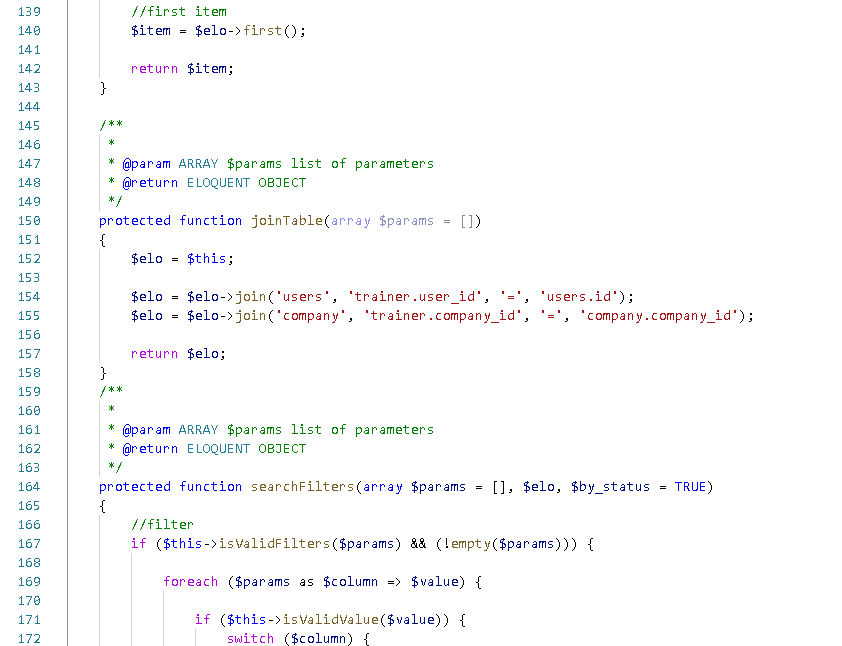 139 //first item
140 $item = $elo->first();
141
142 return $item;
143 }
144
145 /**
146 *
147 * @param ARRAY $params list of parameters
148 * @return ELOQUENT OBJECT
149 */
150 protected function joinTable(array $params = [])
151 {
152 $elo = $this;
153
154 $elo = $elo->join('users', 'trainer.user_id', '=', 'users.id');
155 $elo = $elo->join('company', 'trainer.company_id', '=', 'company.company_id');
156
157 return $elo;
158 }
159 /**
160 *
161 * @param ARRAY $params list of parameters
162 * @return ELOQUENT OBJECT
163 */
164 protected function searchFilters(array $params = [], $elo, $by_status = TRUE)
165 {
166 //filter
167 if ($this->isValidFilters($params) && (!empty($params))) {
168
169 foreach ($params as $column => $value) {
170
171 if ($this->isValidValue($value)) {
172 switch ($column) {